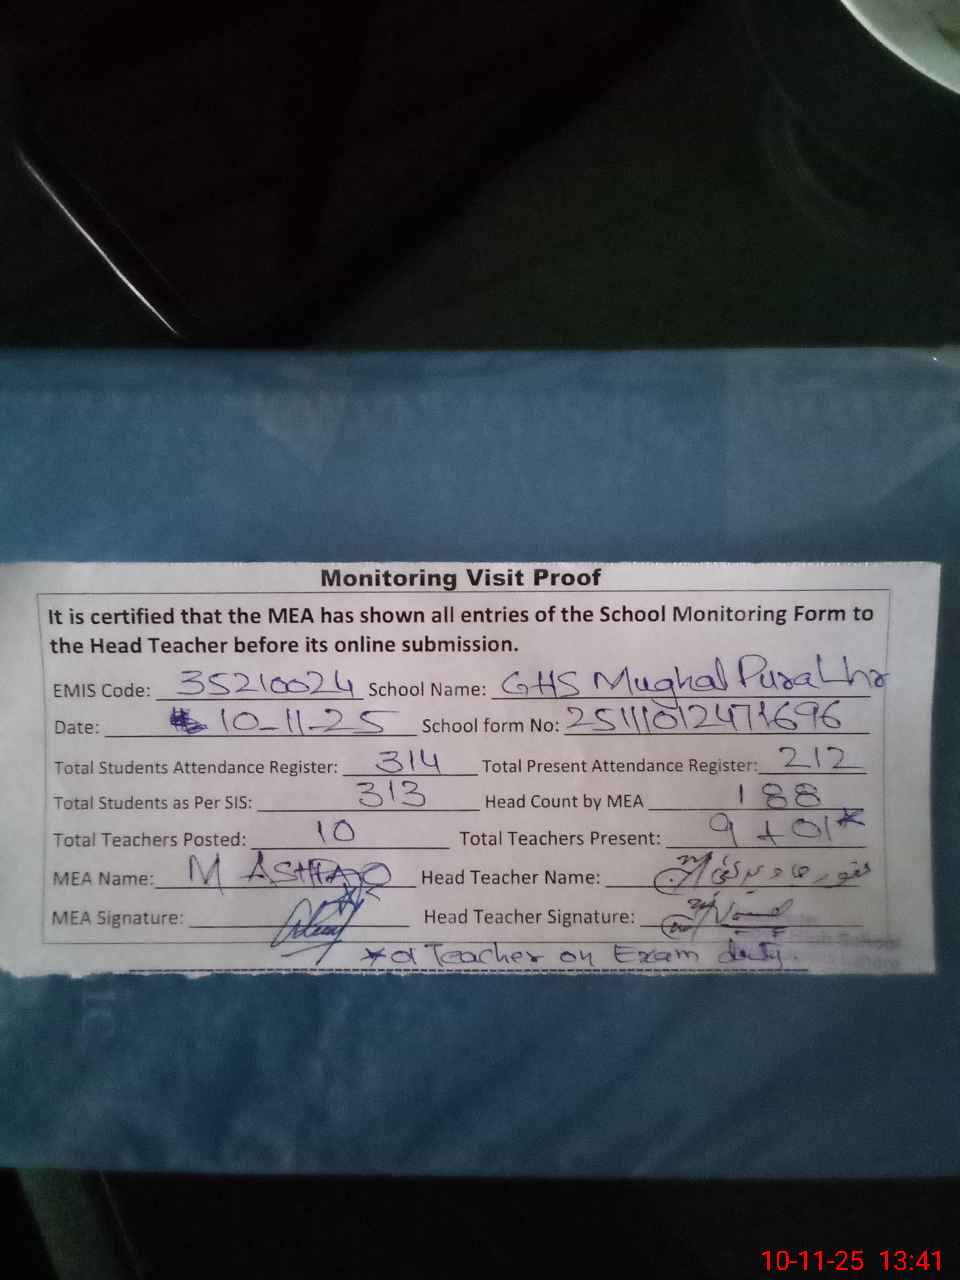 Monitoring Visit Proof
It is certified that the MEA has shown all entries of the School Monitoring Form to
the Head Teacher before its online submission.
EMIS Code: 35210024 School Name: GHS Mughal Pura Lhr
Date: 10-11-25 School form No:
Total Students Attendance Register: 314 Total Present Attendance Register: 212
Total Students as Per SIS: 313 Head Count by MEA 188
Total Teachers Posted: 10 Total Teachers Present: 9 + 01*
MEA Name: M Head Teacher Name:
MEA Signature: Head Teacher Signature:
* 01 Teacher on Exam duty.
10-11-25 13:41